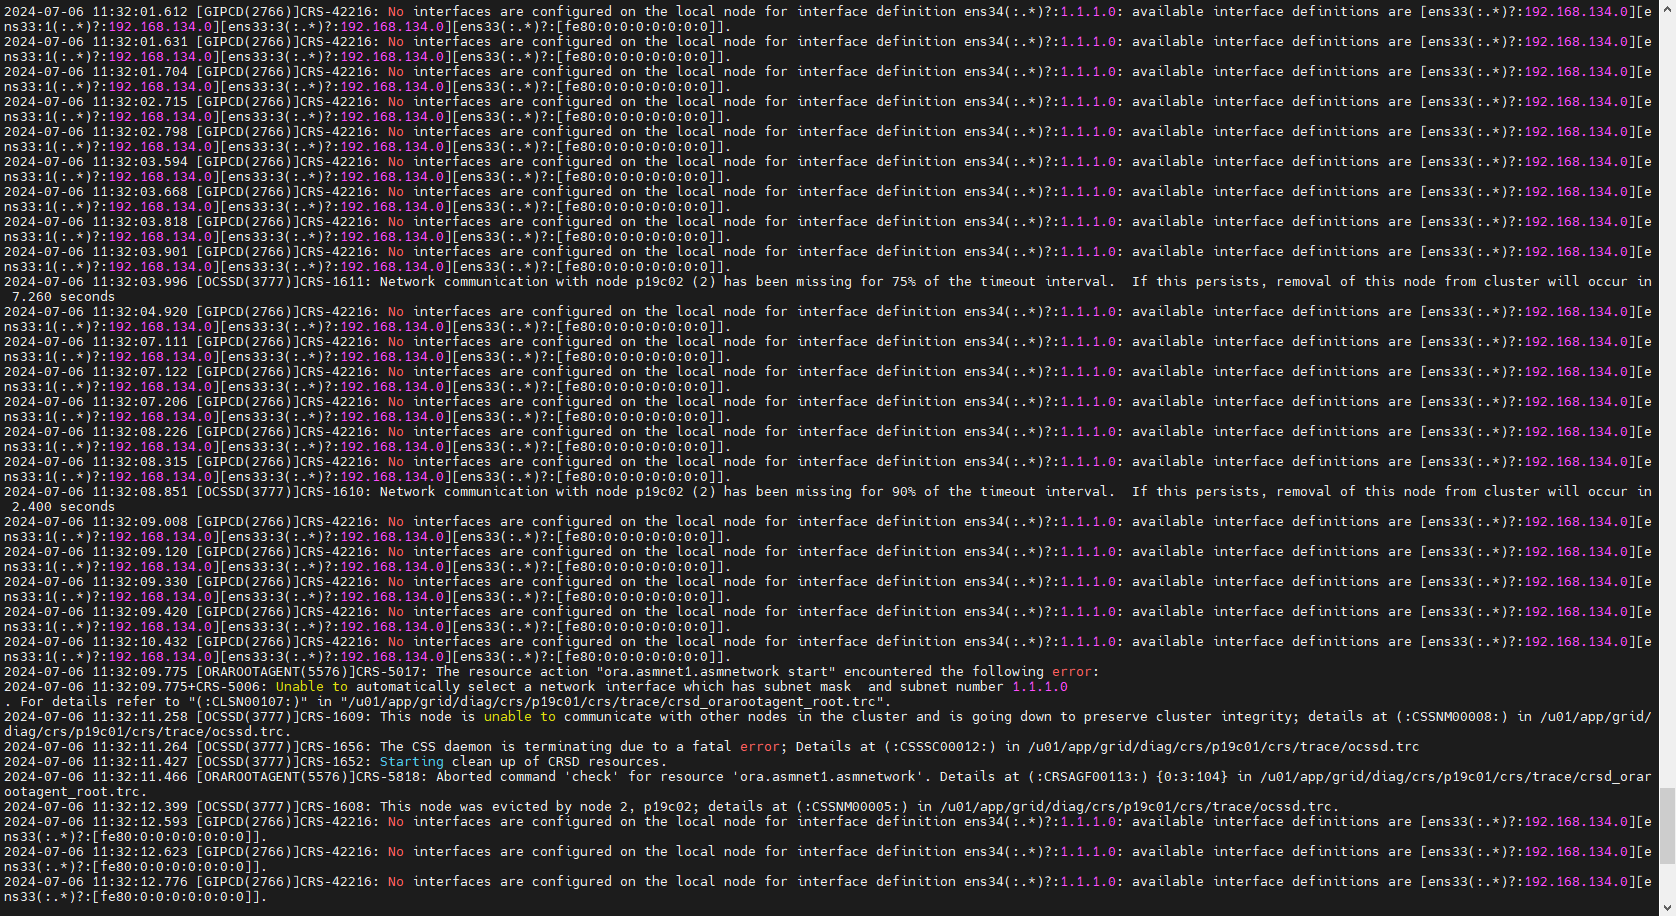 2024-07-06 11:32:01.612 [GIPCD(2766)]CRS-42216: No interfaces are configured on the local node for interface definition ens34(:.*)?:1.1.1.0: available interface definitions are [ens33(:.*)?:192.168.134.0][e
ns33:1(:.*)?:192.168.134.0][ens33:3(:.*)?:192.168.134.0][ens33(:.*)?:[fe80:0:0:0:0:0:0:0]].
2024-07-06 11:32:01.631 [GIPCD(2766)]CRS-42216: No interfaces are configured on the local node for interface definition ens34(:.*)?:1.1.1.0: available interface definitions are [ens33(:.*)?:192.168.134.0][e
ns33:1(:.*)?:192.168.134.0][ens33:3(:.*)?:192.168.134.0][ens33(:.*)?:[fe80:0:0:0:0:0:0:0]].
2024-07-06 11:32:01.704 [GIPCD(2766)]CRS-42216: No interfaces are configured on the local node for interface definition ens34(:.*)?:1.1.1.0: available interface definitions are [ens33(:.*)?:192.168.134.0][e
ns33:1(:.*)?:192.168.134.0][ens33:3(:.*)?:192.168.134.0][ens33(:.*)?:[fe80:0:0:0:0:0:0:0]].
2024-07-06 11:32:02.715 [GIPCD(2766)]CRS-42216: No interfaces are configured on the local node for interface definition ens34(:.*)?:1.1.1.0: available interface definitions are [ens33(:.*)?:192.168.134.0][e
ns33:1(:.*)?:192.168.134.0][ens33:3(:.*)?:192.168.134.0][ens33(:.*)?:[fe80:0:0:0:0:0:0:0]].
2024-07-06 11:32:02.798 [GIPCD(2766)]CRS-42216: No interfaces are configured on the local node for interface definition ens34(:.*)?:1.1.1.0: available interface definitions are [ens33(:.*)?:192.168.134.0][e
ns33:1(:.*)?:192.168.134.0][ens33:3(:.*)?:192.168.134.0][ens33(:.*)?:[fe80:0:0:0:0:0:0:0]].
2024-07-06 11:32:03.594 [GIPCD(2766)]CRS-42216: No interfaces are configured on the local node for interface definition ens34(:.*)?:1.1.1.0: available interface definitions are [ens33(:.*)?:192.168.134.0][e
ns33:1(:.*)?:192.168.134.0][ens33:3(:.*)?:192.168.134.0][ens33(:.*)?:[fe80:0:0:0:0:0:0:0]].
2024-07-06 11:32:03.668 [GIPCD(2766)]CRS-42216: No interfaces are configured on the local node for interface definition ens34(:.*)?:1.1.1.0: available interface definitions are [ens33(:.*)?:192.168.134.0][e
ns33:1(:.*)?:192.168.134.0][ens33:3(:.*)?:192.168.134.0][ens33(:.*)?:[fe80:0:0:0:0:0:0:0]].
2024-07-06 11:32:03.818 [GIPCD(2766)]CRS-42216: No interfaces are configured on the local node for interface definition ens34(:.*)?:1.1.1.0: available interface definitions are [ens33(:.*)?:192.168.134.0][e
ns33:1(:.*)?:192.168.134.0][ens33:3(:.*)?:192.168.134.0][ens33(:.*)?:[fe80:0:0:0:0:0:0:0]].
2024-07-06 11:32:03.901 [GIPCD(2766)]CRS-42216: No interfaces are configured on the local node for interface definition ens34(:.*)?:1.1.1.0: available interface definitions are [ens33(:.*)?:192.168.134.0][e
ns33:1(:.*)?:192.168.134.0][ens33:3(:.*)?:192.168.134.0][ens33(:.*)?:[fe80:0:0:0:0:0:0:0]].
2024-07-06 11:32:03.996 [OCSSD(3777)]CRS-1611: Network communication with node p19c02 (2) has been missing for 75% of the timeout interval.  If this persists, removal of this node from cluster will occur in
 7.260 seconds
2024-07-06 11:32:04.920 [GIPCD(2766)]CRS-42216: No interfaces are configured on the local node for interface definition ens34(:.*)?:1.1.1.0: available interface definitions are [ens33(:.*)?:192.168.134.0][e
ns33:1(:.*)?:192.168.134.0][ens33:3(:.*)?:192.168.134.0][ens33(:.*)?:[fe80:0:0:0:0:0:0:0]].
2024-07-06 11:32:07.111 [GIPCD(2766)]CRS-42216: No interfaces are configured on the local node for interface definition ens34(:.*)?:1.1.1.0: available interface definitions are [ens33(:.*)?:192.168.134.0][e
ns33:1(:.*)?:192.168.134.0][ens33:3(:.*)?:192.168.134.0][ens33(:.*)?:[fe80:0:0:0:0:0:0:0]].
2024-07-06 11:32:07.122 [GIPCD(2766)]CRS-42216: No interfaces are configured on the local node for interface definition ens34(:.*)?:1.1.1.0: available interface definitions are [ens33(:.*)?:192.168.134.0][e
ns33:1(:.*)?:192.168.134.0][ens33:3(:.*)?:192.168.134.0][ens33(:.*)?:[fe80:0:0:0:0:0:0:0]].
2024-07-06 11:32:07.206 [GIPCD(2766)]CRS-42216: No interfaces are configured on the local node for interface definition ens34(:.*)?:1.1.1.0: available interface definitions are [ens33(:.*)?:192.168.134.0][e
ns33:1(:.*)?:192.168.134.0][ens33:3(:.*)?:192.168.134.0][ens33(:.*)?:[fe80:0:0:0:0:0:0:0]].
2024-07-06 11:32:08.226 [GIPCD(2766)]CRS-42216: No interfaces are configured on the local node for interface definition ens34(:.*)?:1.1.1.0: available interface definitions are [ens33(:.*)?:192.168.134.0][e
ns33:1(:.*)?:192.168.134.0][ens33:3(:.*)?:192.168.134.0][ens33(:.*)?:[fe80:0:0:0:0:0:0:0]].
2024-07-06 11:32:08.315 [GIPCD(2766)]CRS-42216: No interfaces are configured on the local node for interface definition ens34(:.*)?:1.1.1.0: available interface definitions are [ens33(:.*)?:192.168.134.0][e
ns33:1(:.*)?:192.168.134.0][ens33:3(:.*)?:192.168.134.0][ens33(:.*)?:[fe80:0:0:0:0:0:0:0]].
2024-07-06 11:32:08.851 [OCSSD(3777)]CRS-1610: Network communication with node p19c02 (2) has been missing for 90% of the timeout interval.  If this persists, removal of this node from cluster will occur in
 2.400 seconds
2024-07-06 11:32:09.008 [GIPCD(2766)]CRS-42216: No interfaces are configured on the local node for interface definition ens34(:.*)?:1.1.1.0: available interface definitions are [ens33(:.*)?:192.168.134.0][e
ns33:1(:.*)?:192.168.134.0][ens33:3(:.*)?:192.168.134.0][ens33(:.*)?:[fe80:0:0:0:0:0:0:0]].
2024-07-06 11:32:09.120 [GIPCD(2766)]CRS-42216: No interfaces are configured on the local node for interface definition ens34(:.*)?:1.1.1.0: available interface definitions are [ens33(:.*)?:192.168.134.0][e
ns33:1(:.*)?:192.168.134.0][ens33:3(:.*)?:192.168.134.0][ens33(:.*)?:[fe80:0:0:0:0:0:0:0]].
2024-07-06 11:32:09.330 [GIPCD(2766)]CRS-42216: No interfaces are configured on the local node for interface definition ens34(:.*)?:1.1.1.0: available interface definitions are [ens33(:.*)?:192.168.134.0][e
ns33:1(:.*)?:192.168.134.0][ens33:3(:.*)?:192.168.134.0][ens33(:.*)?:[fe80:0:0:0:0:0:0:0]].
2024-07-06 11:32:09.420 [GIPCD(2766)]CRS-42216: No interfaces are configured on the local node for interface definition ens34(:.*)?:1.1.1.0: available interface definitions are [ens33(:.*)?:192.168.134.0][e
ns33:1(:.*)?:192.168.134.0][ens33:3(:.*)?:192.168.134.0][ens33(:.*)?:[fe80:0:0:0:0:0:0:0]].
2024-07-06 11:32:10.432 [GIPCD(2766)]CRS-42216: No interfaces are configured on the local node for interface definition ens34(:.*)?:1.1.1.0: available interface definitions are [ens33(:.*)?:192.168.134.0][e
ns33:1(:.*)?:192.168.134.0][ens33:3(:.*)?:192.168.134.0][ens33(:.*)?:[fe80:0:0:0:0:0:0:0]].
2024-07-06 11:32:09.775 [ORAROOTAGENT(5576)]CRS-5017: The resource action "ora.asmnet1.asmnetwork start" encountered the following error:
2024-07-06 11:32:09.775+CRS-5006: Unable to automatically select a network interface which has subnet mask  and subnet number 1.1.1.0
. For details refer to "(:CLSN00107:)" in "/u01/app/grid/diag/crs/p19c01/crs/trace/crsd_orarootagent_root.trc".
2024-07-06 11:32:11.258 [OCSSD(3777)]CRS-1609: This node is unable to communicate with other nodes in the cluster and is going down to preserve cluster integrity; details at (:CSSNM00008:) in /u01/app/grid/
diag/crs/p19c01/crs/trace/ocssd.trc.
2024-07-06 11:32:11.264 [OCSSD(3777)]CRS-1656: The CSS daemon is terminating due to a fatal error; Details at (:CSSSC00012:) in /u01/app/grid/diag/crs/p19c01/crs/trace/ocssd.trc
2024-07-06 11:32:11.427 [OCSSD(3777)]CRS-1652: Starting clean up of CRSD resources.
2024-07-06 11:32:11.466 [ORAROOTAGENT(5576)]CRS-5818: Aborted command 'check' for resource 'ora.asmnet1.asmnetwork'. Details at (:CRSAGF00113:) {0:3:104} in /u01/app/grid/diag/crs/p19c01/crs/trace/crsd_orar
ootagent_root.trc.
2024-07-06 11:32:12.399 [OCSSD(3777)]CRS-1608: This node was evicted by node 2, p19c02; details at (:CSSNM00005:) in /u01/app/grid/diag/crs/p19c01/crs/trace/ocssd.trc.
2024-07-06 11:32:12.593 [GIPCD(2766)]CRS-42216: No interfaces are configured on the local node for interface definition ens34(:.*)?:1.1.1.0: available interface definitions are [ens33(:.*)?:192.168.134.0][e
ns33(:.*)?:[fe80:0:0:0:0:0:0:0]].
2024-07-06 11:32:12.623 [GIPCD(2766)]CRS-42216: No interfaces are configured on the local node for interface definition ens34(:.*)?:1.1.1.0: available interface definitions are [ens33(:.*)?:192.168.134.0][e
ns33(:.*)?:[fe80:0:0:0:0:0:0:0]].
2024-07-06 11:32:12.776 [GIPCD(2766)]CRS-42216: No interfaces are configured on the local node for interface definition ens34(:.*)?:1.1.1.0: available interface definitions are [ens33(:.*)?:192.168.134.0][e
ns33(:.*)?:[fe80:0:0:0:0:0:0:0]].